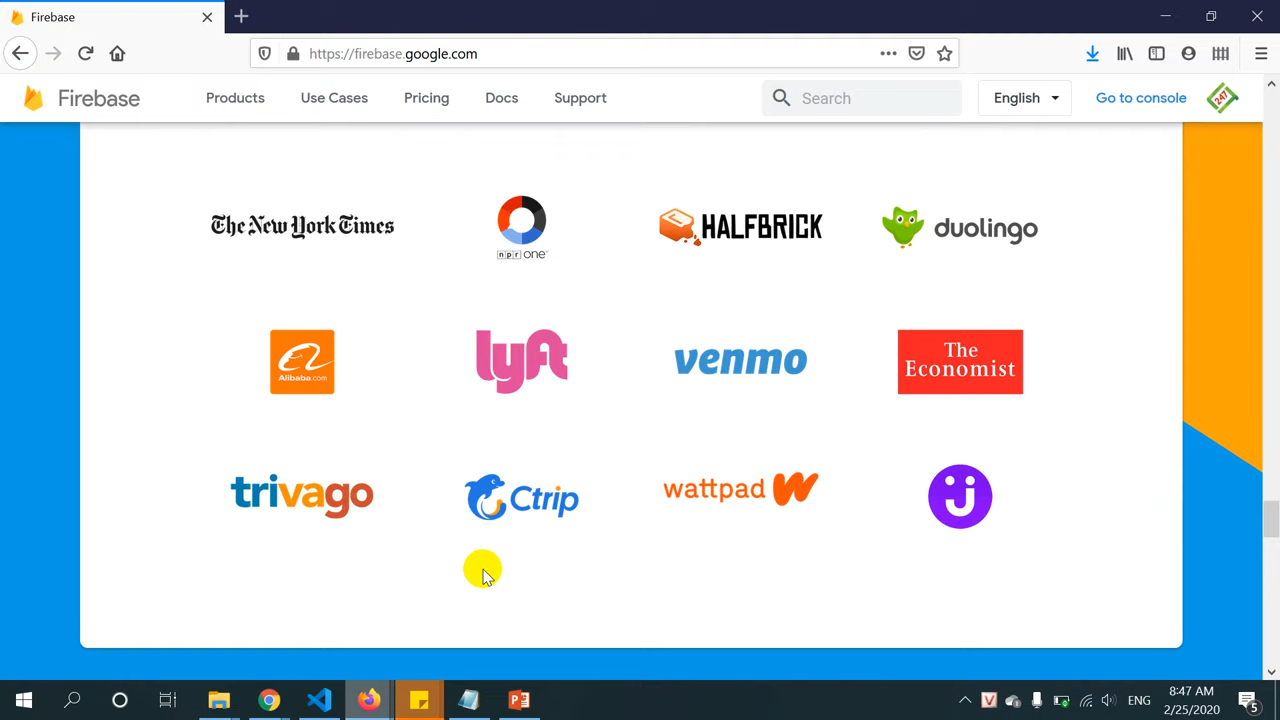 Firebase
https://firebase.google.com
Firebase
Products
Use Cases
Pricing
Docs
Support
Search
English
Go to console
247
The New York Times
npr one
HALFBRICK
duolingo
Alibaba.com
lyft
venmo
The
Economist
trivago
Ctrip
wattpad
ENG
8:47 AM
2/25/2020
5